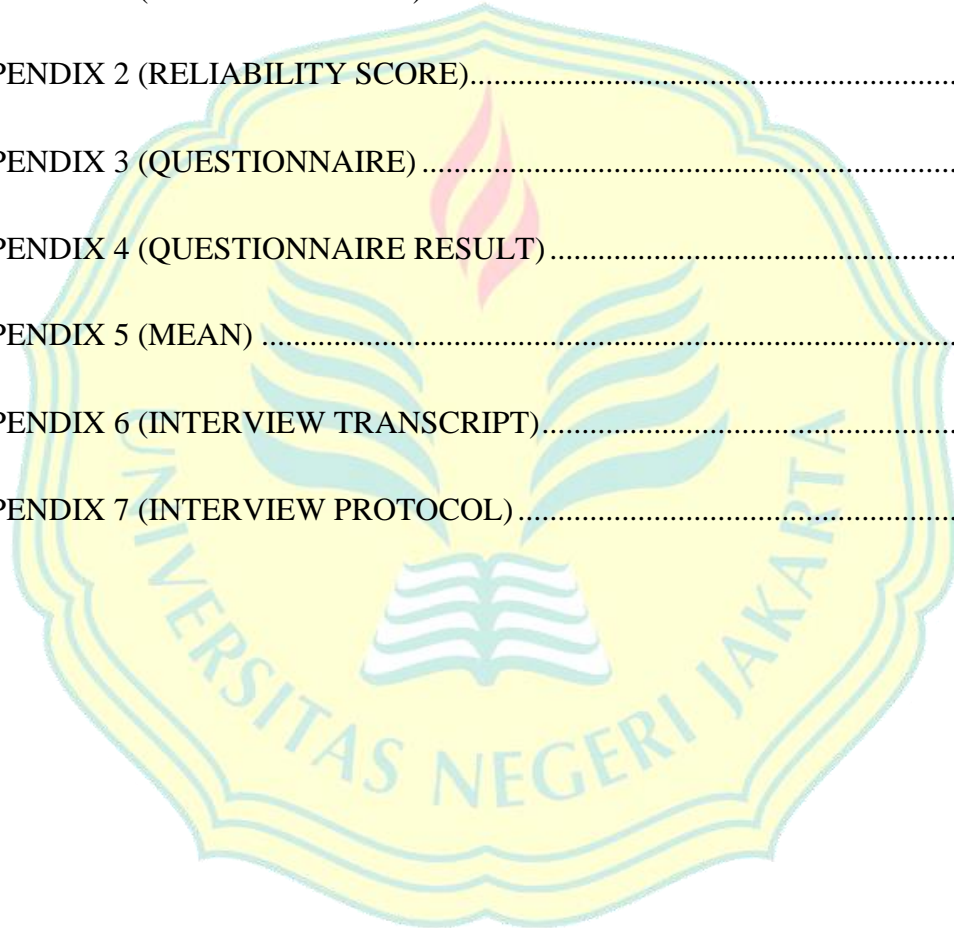 PENDIX 2 (RELIABILITY SCORE)..........................................................................
PENDIX 3 (QUESTIONNAIRE) ................................................................................
PENDIX 4 (QUESTIONNAIRE RESULT) ............................................................
PENDIX 5 (MEAN) ....................................................................................................
PENDIX 6 (INTERVIEW TRANSCRIPT)..............................................................
PENDIX 7 (INTERVIEW PROTOCOL) .................................................................
UNIVERSITAS NEGERI JAKARTA